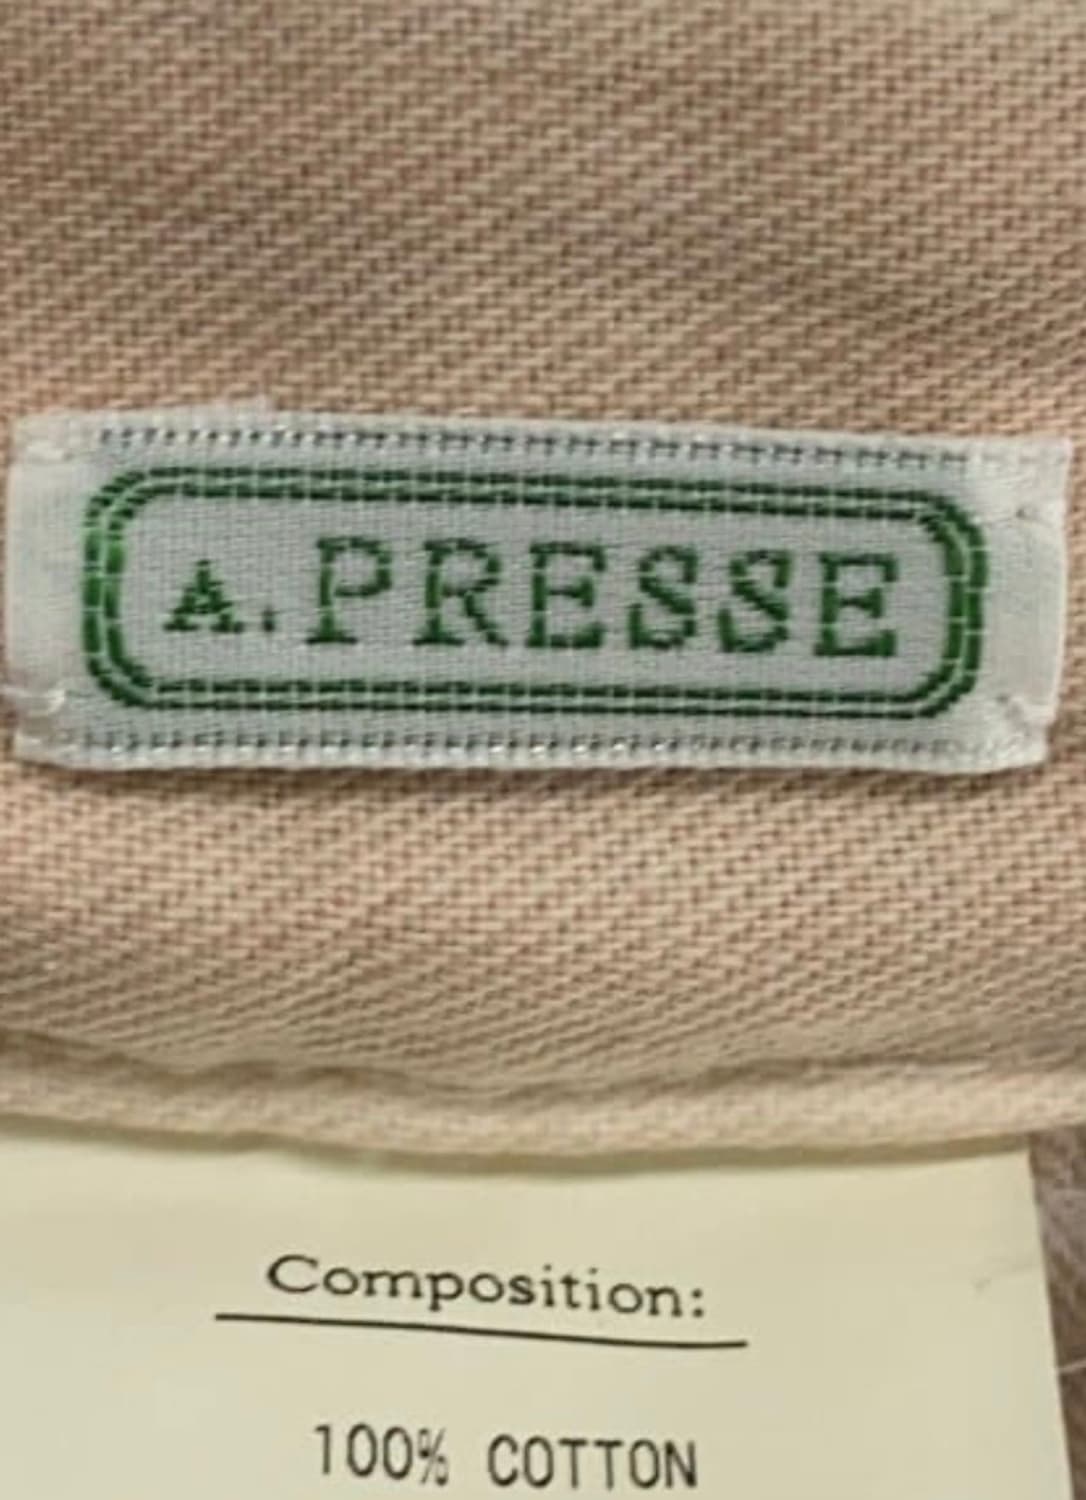 A.PRESSE
Composition:
100% COTTON